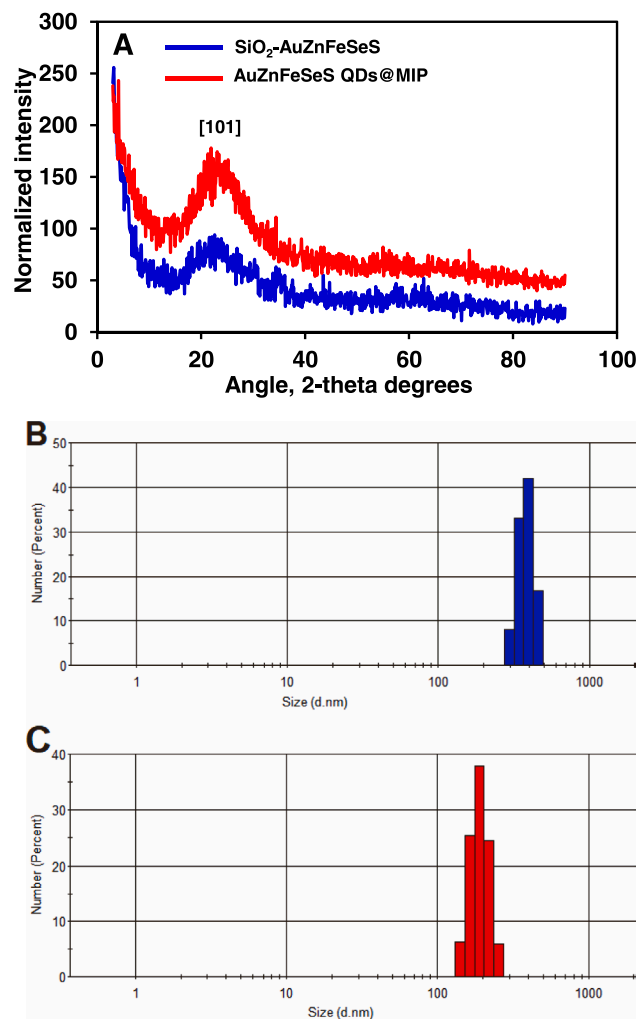 A
SiO2-AuZnFeSeS
AuZnFeSeS QDs@MIP
[101]
Normalized intensity
300
250
200
150
100
50
0
0 20 40 60 80 100
Angle, 2-theta degrees
B
Number (Percent)
50
40
30
20
10
0
1 10 100 1000
Size (d.nm)
C
Number (Percent)
40
30
20
10
0
1 10 100 1000
Size (d.nm)